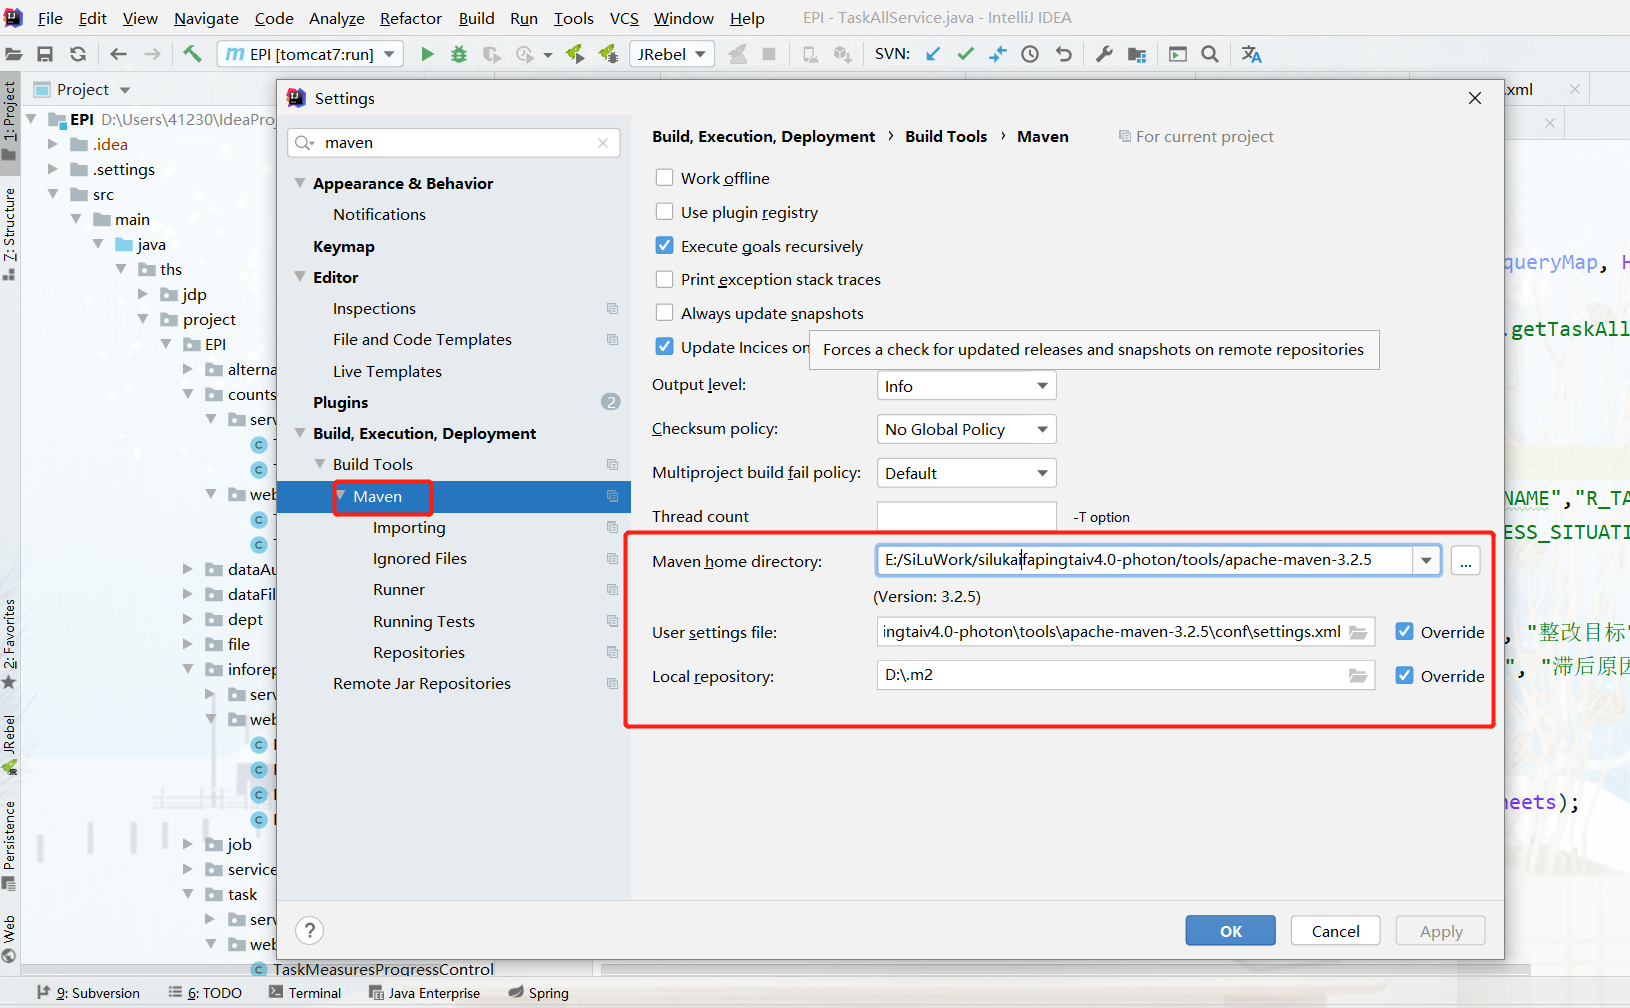 File Edit View Navigate Code Analyze Refactor Build Run Tools VCS Window Help EPI - TaskAllService.java - IntelliJ IDEA
EPI [tomcat7:run] JRebel SVN:
1: Project
Z: Structure
2: Favorites
JRebel
Persistence
Web
Project
EPI D:\Users\41230\IdeaPro
.idea
.settings
src
main
java
ths
jdp
project
EPI
alterna
counts
serv
web
dataAu
dataFil
dept
file
inforep
serv
web
job
service
task
serv
web
TaskMeasuresProgressControl
Settings
maven
Appearance & Behavior
Notifications
Keymap
Editor
Inspections
File and Code Templates
Live Templates
Plugins 2
Build, Execution, Deployment
Build Tools
Maven
Importing
Ignored Files
Runner
Running Tests
Repositories
Remote Jar Repositories
Build, Execution, Deployment › Build Tools › Maven For current project
Work offline
Use plugin registry
Execute goals recursively
Print exception stack traces
Always update snapshots
Update Incices on
Forces a check for updated releases and snapshots on remote repositories
Output level: Info
Checksum policy: No Global Policy
Multiproject build fail policy: Default
Thread count -T option
Maven home directory: E:/SiLuWork/silukaifapingtaiv4.0-photon/tools/apache-maven-3.2.5 ...
(Version: 3.2.5)
User settings file: ingtaiv4.0-photon\tools\apache-maven-3.2.5\conf\settings.xml Override
Local repository: D:\.m2 Override
? OK Cancel Apply
.xml
queryMap, H
.getTaskAll
NAME","R_TA
ESS_SITUATI
, "整改目标"
", "滞后原因
heets);
9: Subversion 6: TODO Terminal Java Enterprise Spring